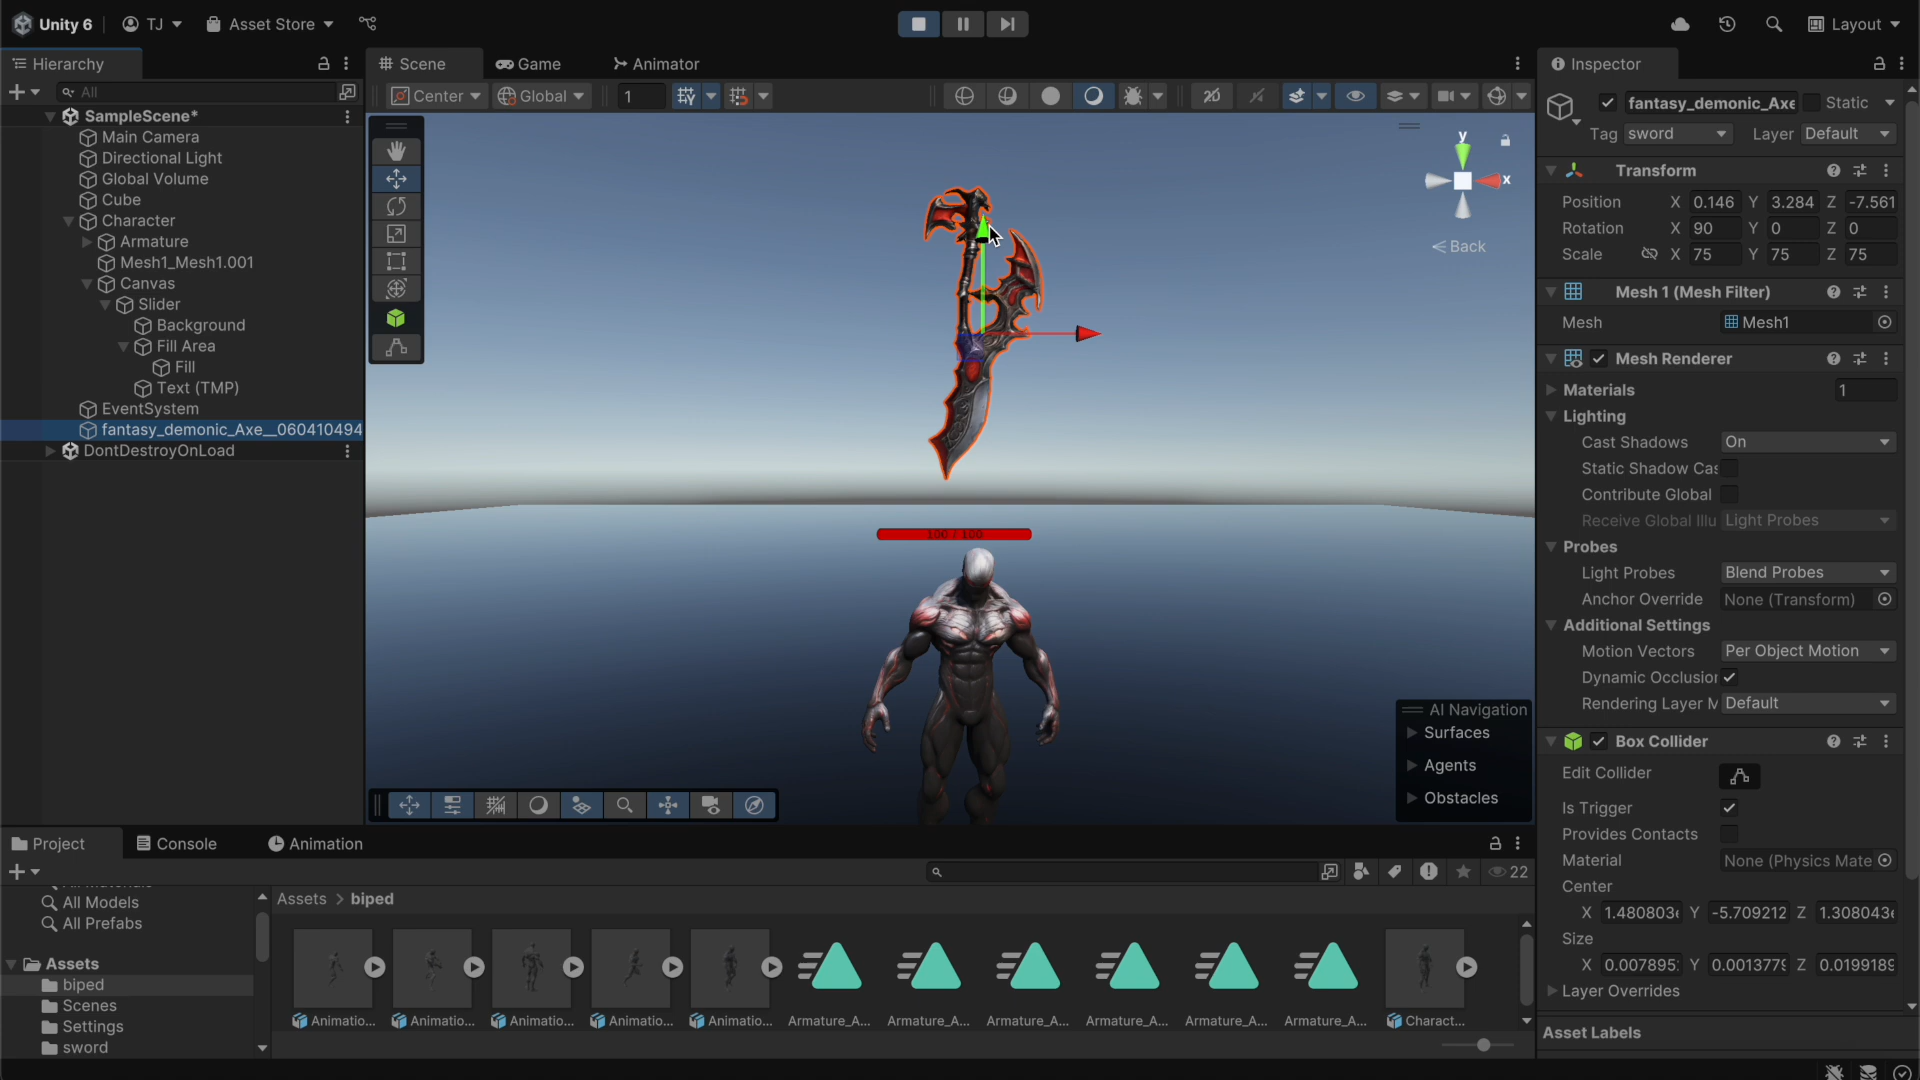 Unity 6 TJ Asset Store Layout
Hierarchy
All
SampleScene*
Main Camera
Directional Light
Global Volume
Cube
Character
Armature
Mesh1_Mesh1.001
Canvas
Slider
Background
Fill Area
Fill
Text (TMP)
EventSystem
fantasy_demonic_Axe__060410494
DontDestroyOnLoad
Scene Game Animator
Center Global 1 2D
y
x
Back
100 / 100
AI Navigation
Surfaces
Agents
Obstacles
Inspector
fantasy_demonic_Axe Static
Tag sword Layer Default
Transform
Position X 0.146 Y 3.284 Z -7.561
Rotation X 90 Y 0 Z 0
Scale X 75 Y 75 Z 75
Mesh 1 (Mesh Filter)
Mesh Mesh1
Mesh Renderer
Materials 1
Lighting
Cast Shadows On
Static Shadow Cas
Contribute Global
Receive Global Illu Light Probes
Probes
Light Probes Blend Probes
Anchor Override None (Transform)
Additional Settings
Motion Vectors Per Object Motion
Dynamic Occlusion
Rendering Layer M Default
Box Collider
Edit Collider
Is Trigger
Provides Contacts
Material None (Physics Mate
Center
X 1.480803e Y -5.709212 Z 1.308043e
Size
X 0.007895 Y 0.001377 Z 0.019918
Layer Overrides
Asset Labels
Project Console Animation
22
All Models
All Prefabs
Assets
biped
Scenes
Settings
sword
Assets > biped
Animatio... Animatio... Animatio... Animatio... Animatio... Armature_A... Armature_A... Armature_A... Armature_A... Armature_A... Armature_A... Charact...